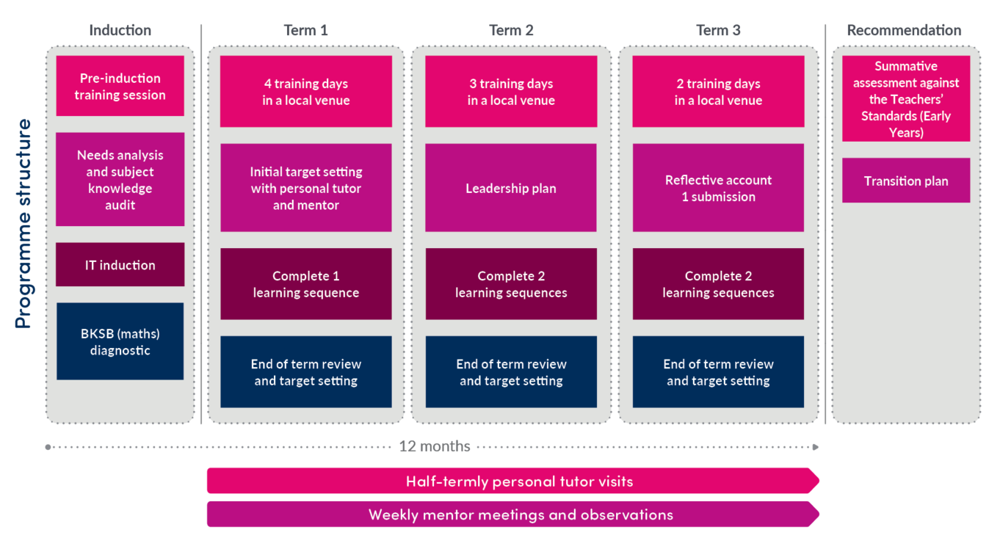 Programme structure
Induction
Pre-induction
training session
Needs analysis
and subject
knowledge
audit
IT induction
BKSB (maths)
diagnostic
Term 1
4 training days
in a local venue
Initial target setting
with personal tutor
and mentor
Complete 1
learning sequence
End of term review
and target setting
Term 2
3 training days
in a local venue
Leadership plan
Complete 2
learning sequences
End of term review
and target setting
Term 3
2 training days
in a local venue
Reflective account
1 submission
Complete 2
learning sequences
End of term review
and target setting
Recommendation
Summative
assessment against
the Teachers’
Standards (Early
Years)
Transition plan
12 months
Half-termly personal tutor visits
Weekly mentor meetings and observations